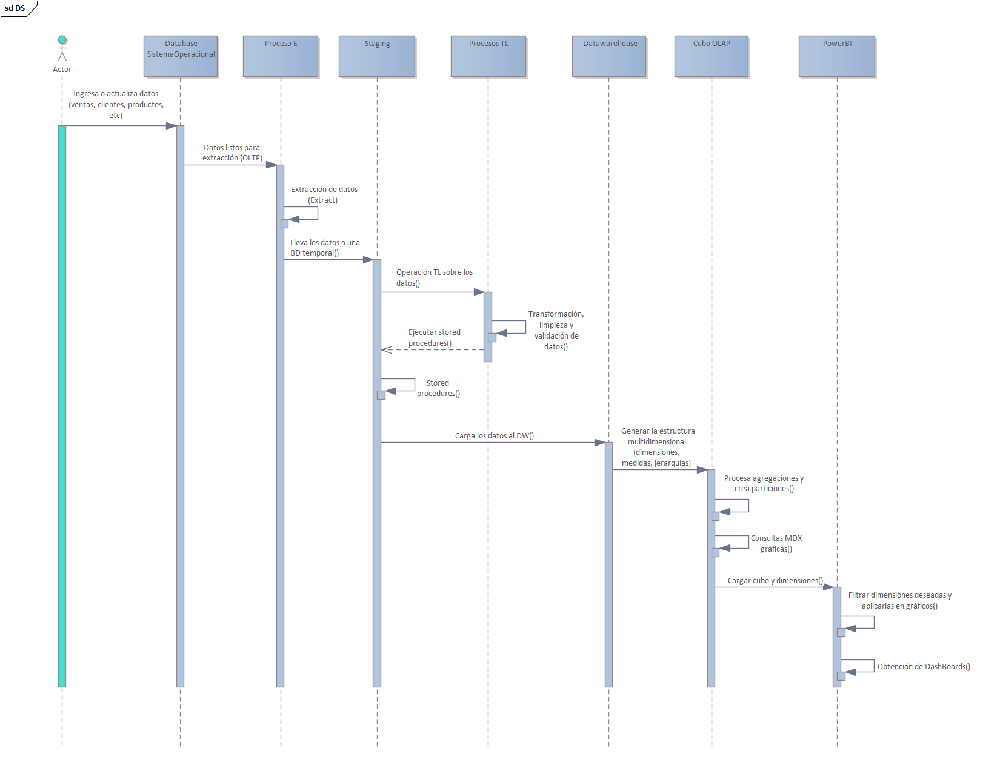 sd DS
Actor
Database
SistemaOperacional
Proceso E
Staging
Procesos TL
Datawarehouse
Cubo OLAP
PowerBI
Ingresa o actualiza datos
(ventas, clientes, productos,
etc)
Datos listos para
extracción (OLTP)
Extracción de datos
(Extract)
Lleva los datos a una
BD temporal()
Operación TL sobre los
datos()
Transformación,
limpieza y
validación de
datos()
Ejecutar stored
procedures()
Stored
procedures()
Carga los datos al DW()
Generar la estructura
multidimensional
(dimensiones,
medidas, jerarquías)
Procesa agregaciones y
crea particiones()
Consultas MDX
gráficas()
Cargar cubo y dimensiones()
Filtrar dimensiones deseadas y
aplicarlas en gráficos()
Obtención de DashBoards()